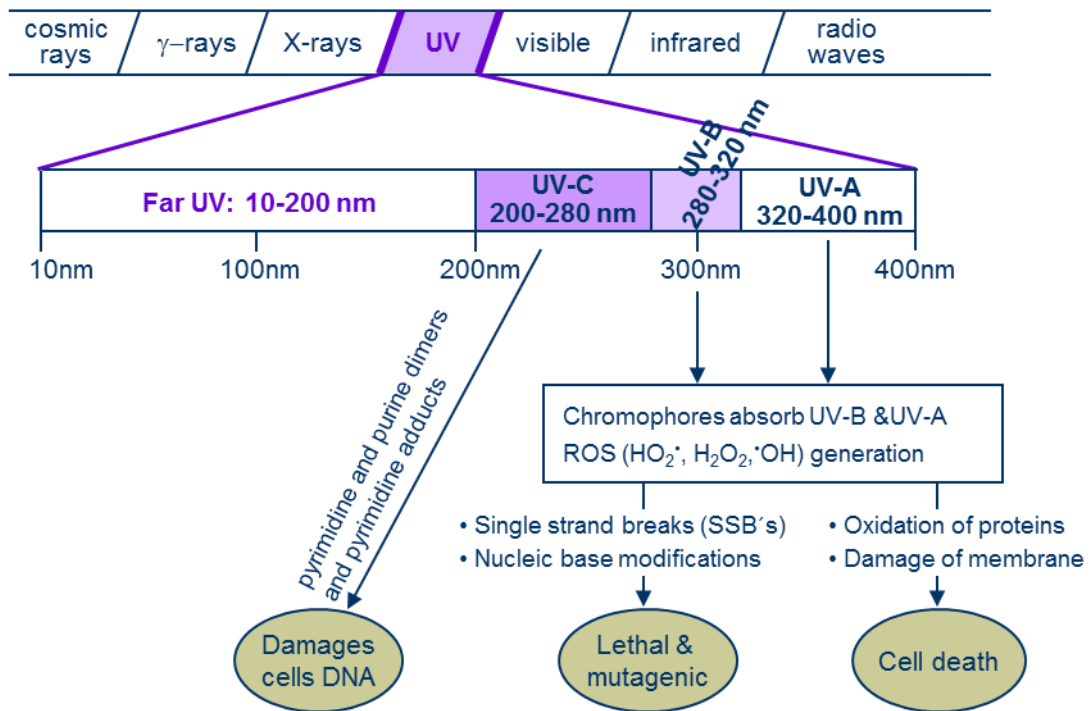 cosmic
rays
γ–rays
X-rays
UV
visible
infrared
radio
waves
Far UV: 10-200 nm
UV-C
200-280 nm
UV-B
280-320 nm
UV-A
320-400 nm
10nm
100nm
200nm
300nm
400nm
pyrimidine and purine dimers
and pyrimidine adducts
Chromophores absorb UV-B &UV-A
ROS (HO₂•, H₂O₂,•OH) generation
• Single strand breaks (SSB´s)
• Nucleic base modifications
• Oxidation of proteins
• Damage of membrane
Damages
cells DNA
Lethal &
mutagenic
Cell death